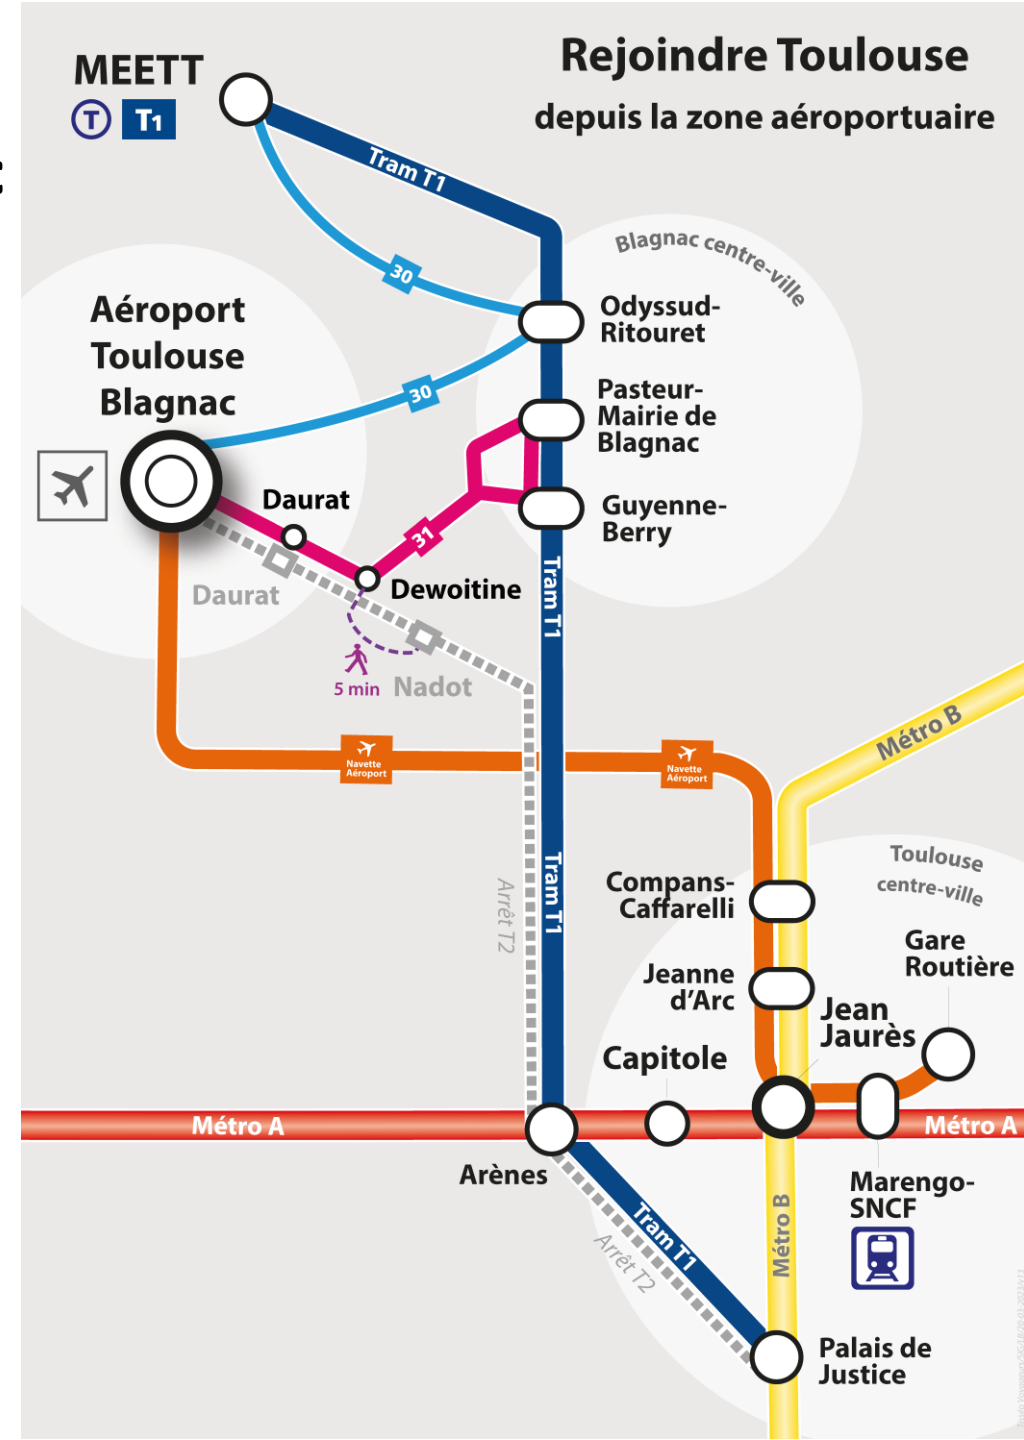 Rejoindre Toulouse
depuis la zone aéroportuaire
MEETT
T T1
Tram T1
Blagnac centre-ville
30
Odyssud-
Ritouret
Aéroport
Toulouse
Blagnac
30
Pasteur-
Mairie de
Blagnac
Daurat
31
Guyenne-
Berry
Daurat
Dewoitine
Tram T1
5 min
Nadot
Métro B
Navette
Aéroport
Navette
Aéroport
Toulouse
centre-ville
Compans-
Caffarelli
Tram T1
Arrêt T2
Gare
Routière
Jeanne
d'Arc
Jean
Jaurès
Capitole
Métro A
Métro A
Arènes
Marengo-
SNCF
Tram T1
Arrêt T2
Métro B
Palais de
Justice